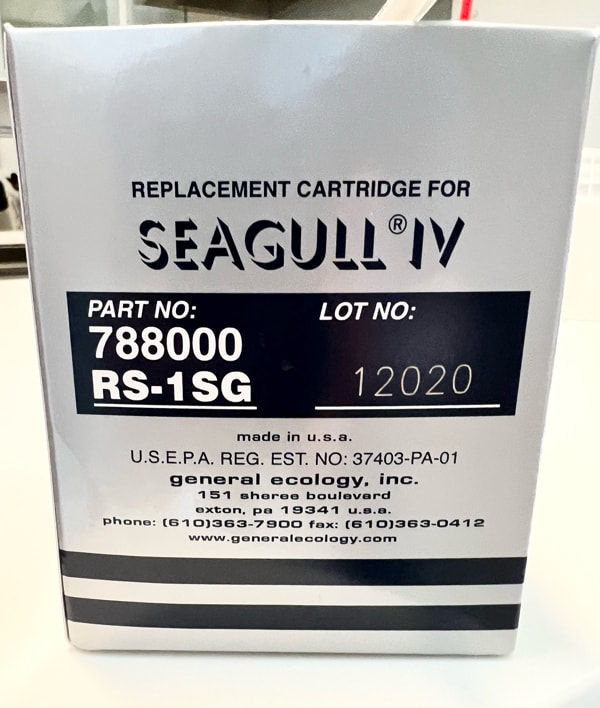 REPLACEMENT CARTRIDGE FOR
SEAGULL® IV
PART NO: LOT NO:
788000
RS-1SG 12020
made in u.s.a.
U.S.E.P.A. REG. EST. NO: 37403-PA-01
general ecology, inc.
151 sheree boulevard
exton, pa 19341 u.s.a.
phone: (610)363-7900 fax: (610)363-0412
www.generalecology.com